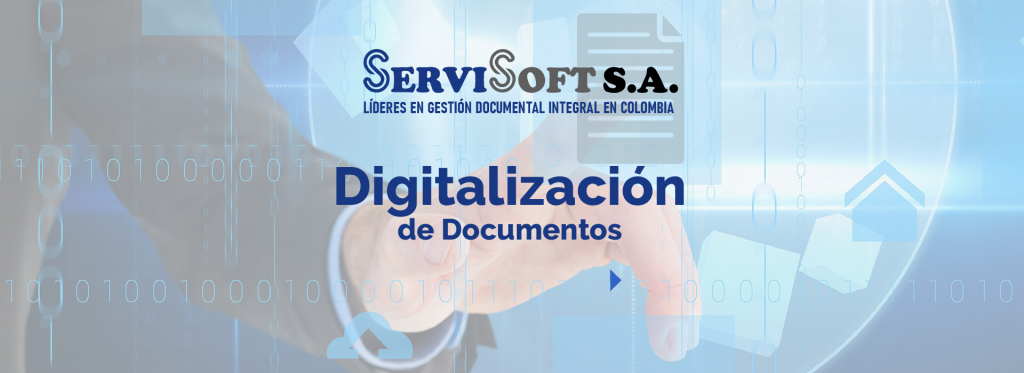 SERVISOFT S.A.
LÍDERES EN GESTIÓN DOCUMENTAL INTEGRAL EN COLOMBIA
Digitalización
de Documentos